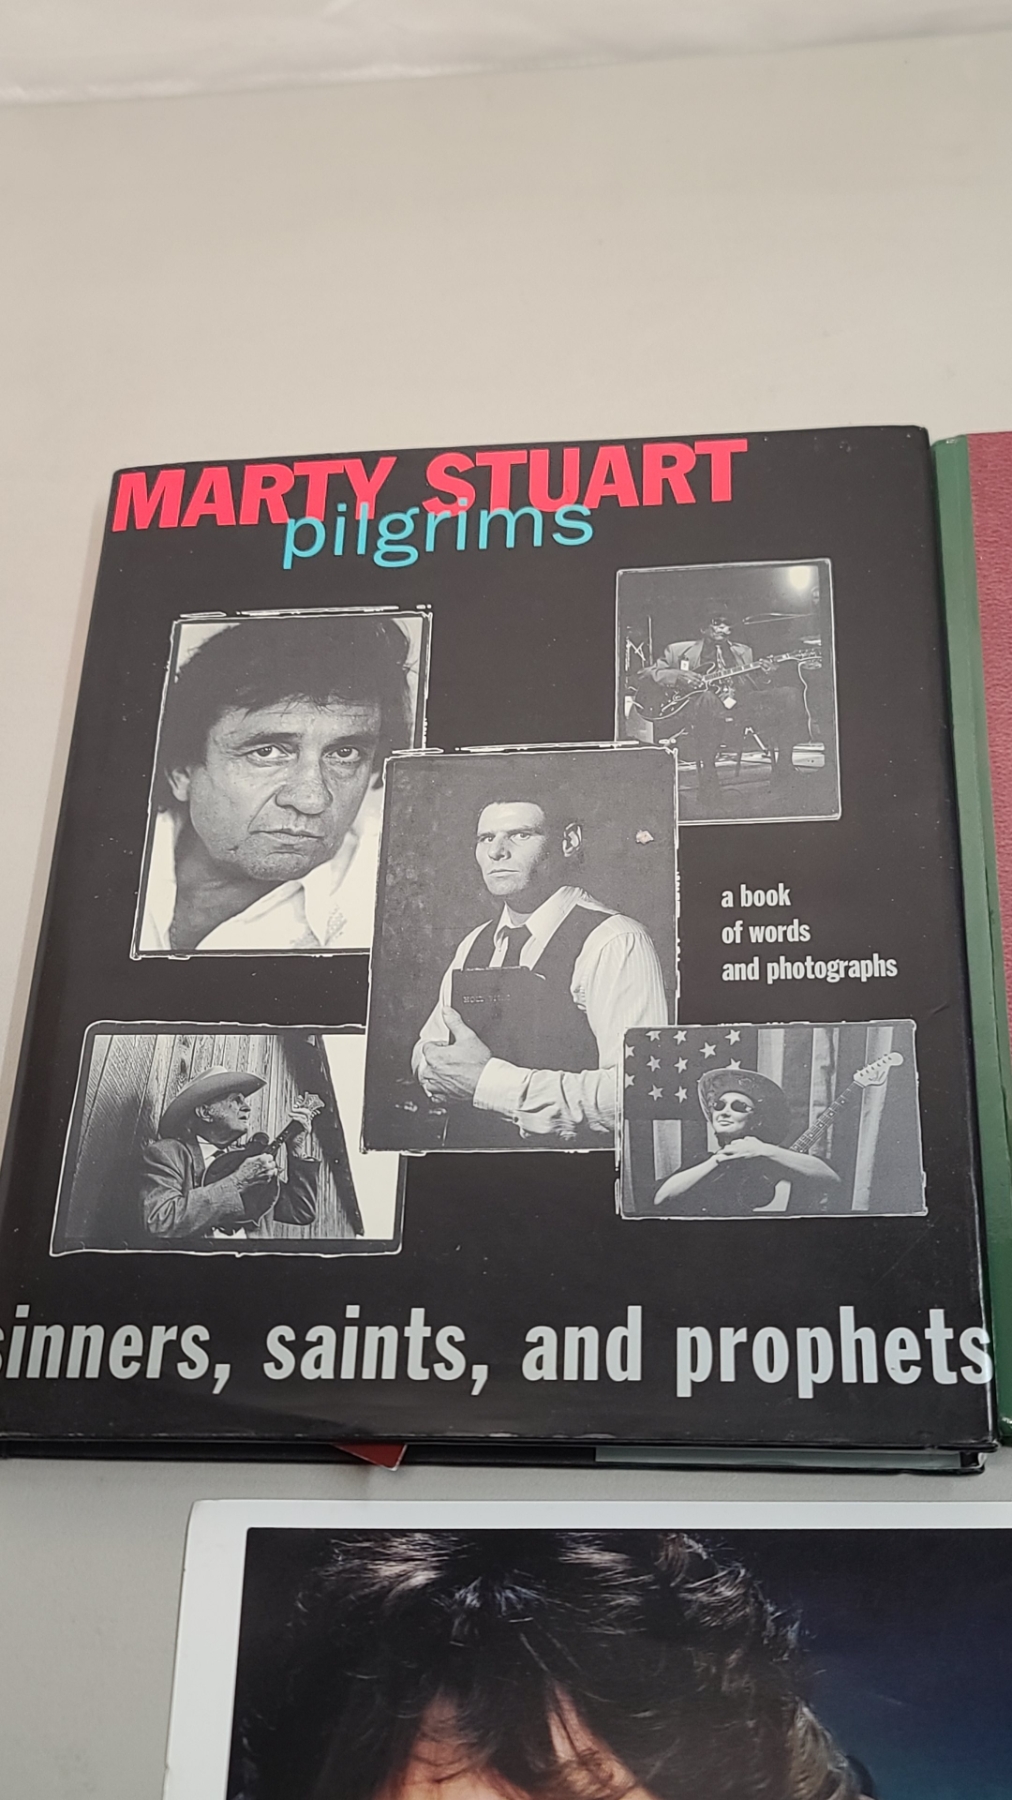 MARTY STUART
pilgrims
a book
of words
and photographs
sinners, saints, and prophets